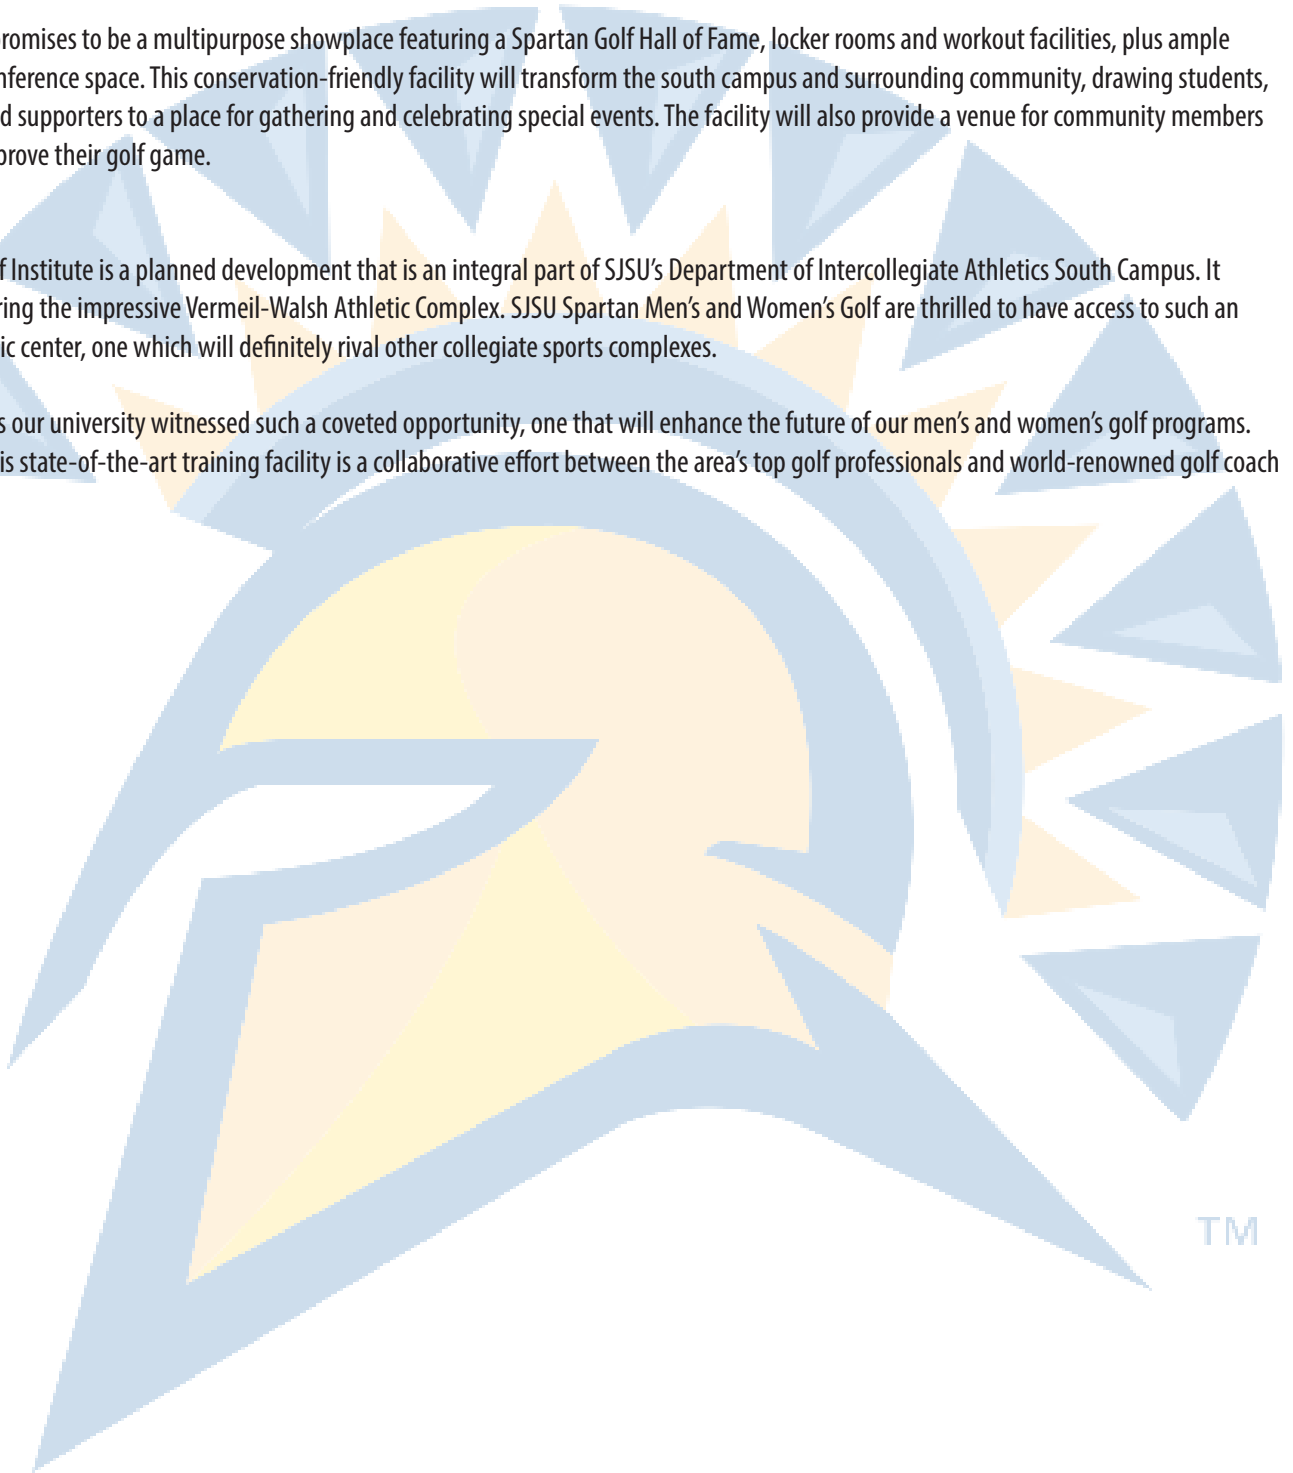 romises to be a multipurpose showplace featuring a Spartan Golf Hall of Fame, locker rooms and workout facilities, plus ample
nference space. This conservation-friendly facility will transform the south campus and surrounding community, drawing students,
d supporters to a place for gathering and celebrating special events. The facility will also provide a venue for community members
prove their golf game.
f Institute is a planned development that is an integral part of SJSU's Department of Intercollegiate Athletics South Campus. It
ring the impressive Vermeil-Walsh Athletic Complex. SJSU Spartan Men's and Women's Golf are thrilled to have access to such an
ic center, one which will definitely rival other collegiate sports complexes.
s our university witnessed such a coveted opportunity, one that will enhance the future of our men's and women's golf programs.
is state-of-the-art training facility is a collaborative effort between the area's top golf professionals and world-renowned golf coach
TM